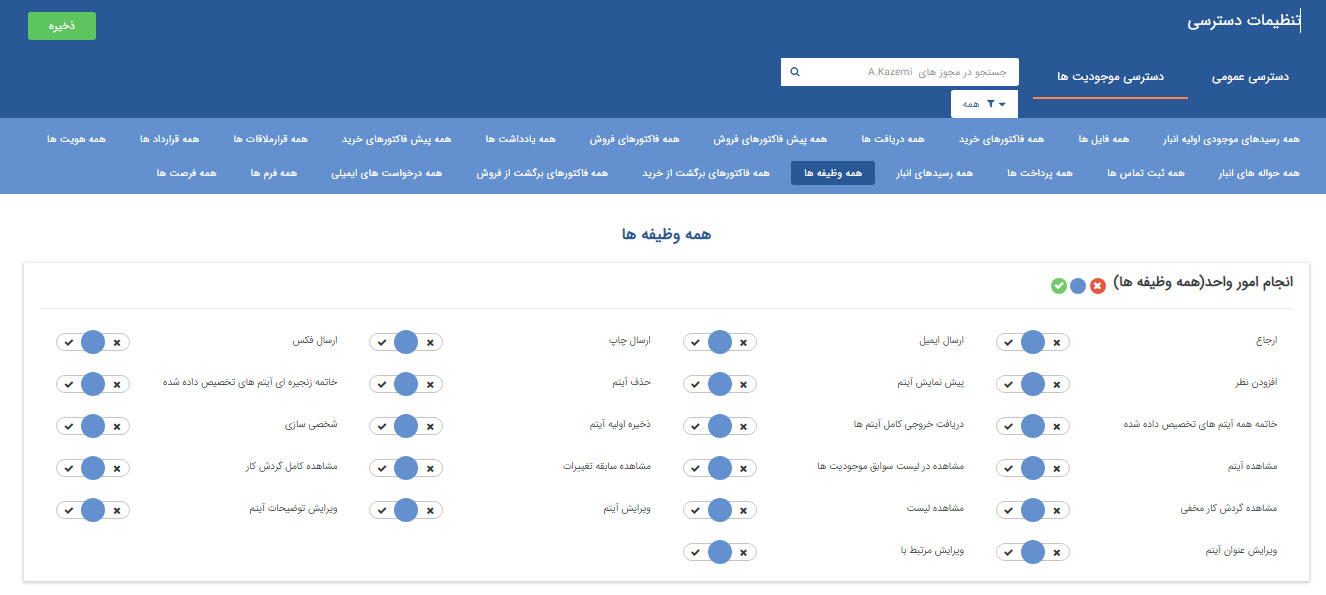 تنظیمات دسترسی
ذخیره
دسترسی عمومی
دسترسی موجودیت ها
جستجو در مجوز های A.Kazemi
همه
همه رسیدهای موجودی اولیه انبار
همه فایل ها
همه فاکتورهای خرید
همه دریافت ها
همه پیش فاکتورهای فروش
همه فاکتورهای فروش
همه یادداشت ها
همه پیش فاکتورهای خرید
همه قرارملاقات ها
همه قرارداد ها
همه هویت ها
همه حواله های انبار
همه ثبت تماس ها
همه پرداخت ها
همه رسیدهای انبار
همه وظیفه ها
همه فاکتورهای برگشت از خرید
همه فاکتورهای برگشت از فروش
همه درخواست های ایمیلی
همه فرم ها
همه فرصت ها
همه وظیفه ها
انجام امور واحد(همه وظیفه ها)
ارجاع
ارسال ایمیل
ارسال چاپ
ارسال فکس
افزودن نظر
پیش نمایش آیتم
حذف آیتم
خاتمه زنجیره ای آیتم های تخصیص داده شده
خاتمه همه آیتم های تخصیص داده شده
دریافت خروجی کامل آیتم ها
ذخیره اولیه آیتم
شخصی سازی
مشاهده آیتم
مشاهده در لیست سوابق موجودیت ها
مشاهده سابقه تغییرات
مشاهده کامل گردش کار
مشاهده گردش کار مخفی
مشاهده لیست
ویرایش آیتم
ویرایش توضیحات آیتم
ویرایش عنوان آیتم
ویرایش مرتبط با